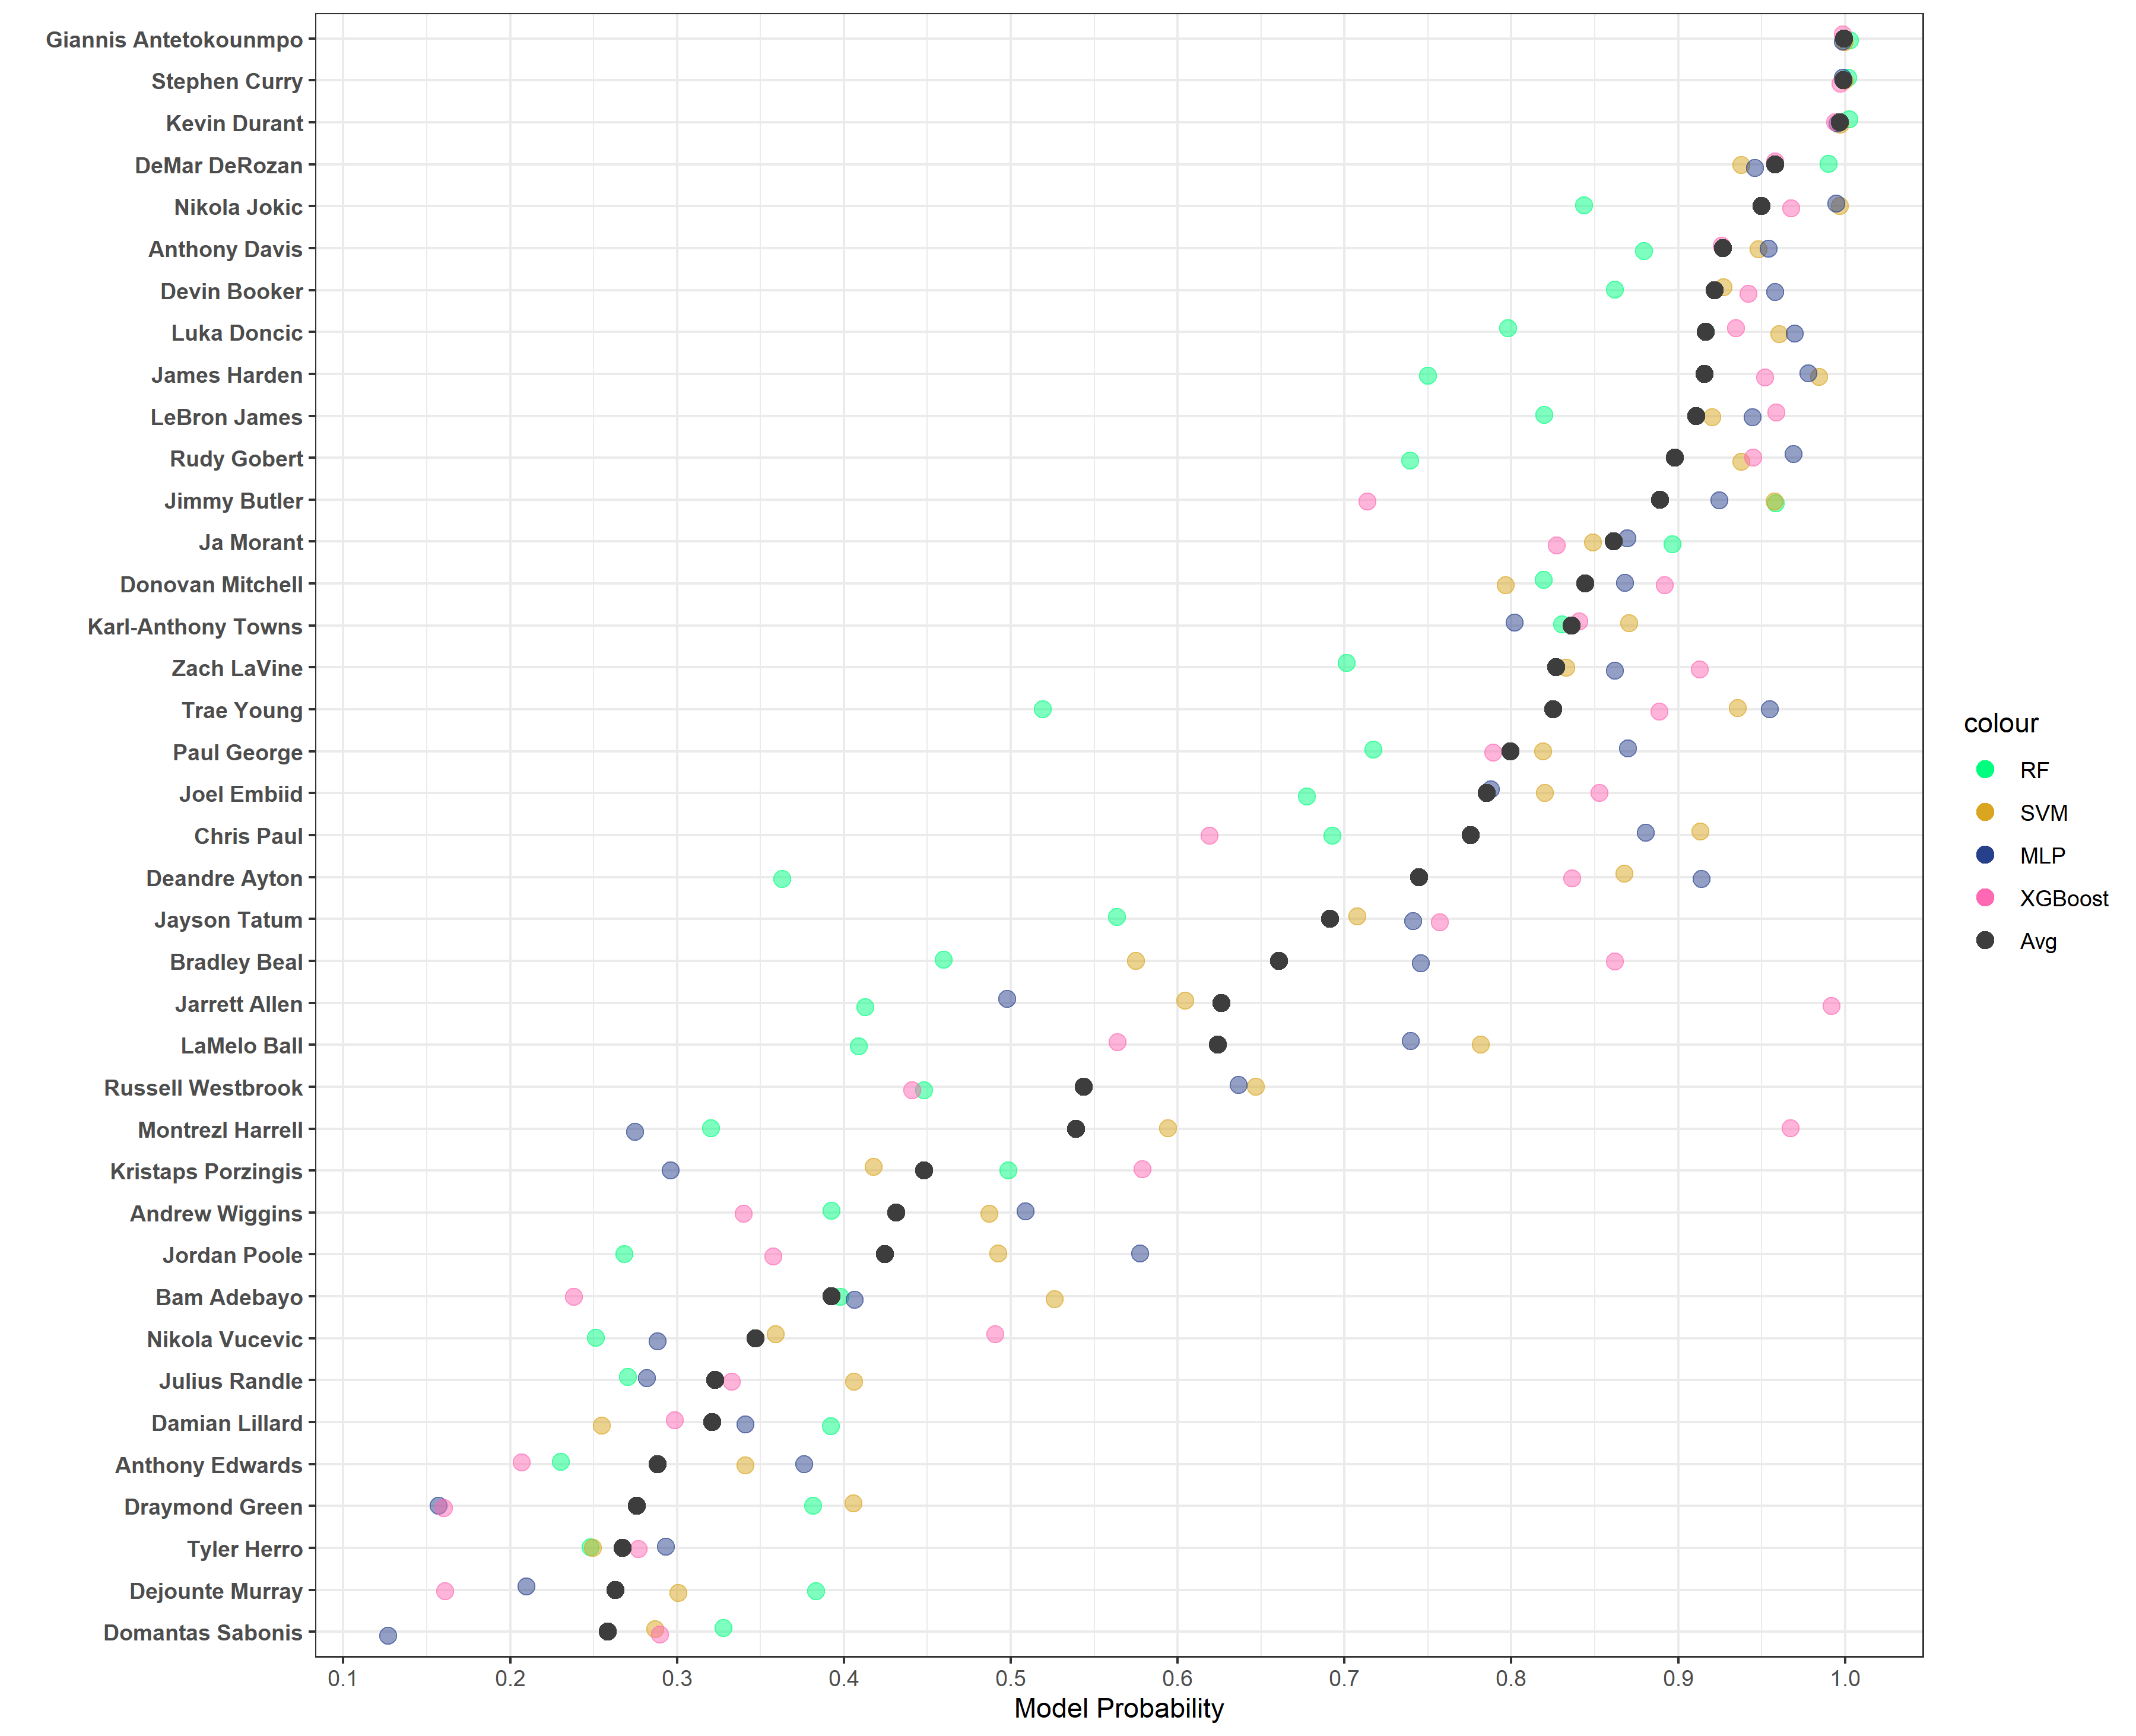 Giannis Antetokounmpo
Stephen Curry
Kevin Durant
DeMar DeRozan
Nikola Jokic
Anthony Davis
Devin Booker
Luka Doncic
James Harden
LeBron James
Rudy Gobert
Jimmy Butler
Ja Morant
Donovan Mitchell
Karl-Anthony Towns
Zach LaVine
Trae Young
Paul George
Joel Embiid
Chris Paul
Deandre Ayton
Jayson Tatum
Bradley Beal
Jarrett Allen
LaMelo Ball
Russell Westbrook
Montrezl Harrell
Kristaps Porzingis
Andrew Wiggins
Jordan Poole
Bam Adebayo
Nikola Vucevic
Julius Randle
Damian Lillard
Anthony Edwards
Draymond Green
Tyler Herro
Dejounte Murray
Domantas Sabonis
0.1 0.2 0.3 0.4 0.5 0.6 0.7 0.8 0.9 1.0
Model Probability
colour
RF
SVM
MLP
XGBoost
Avg